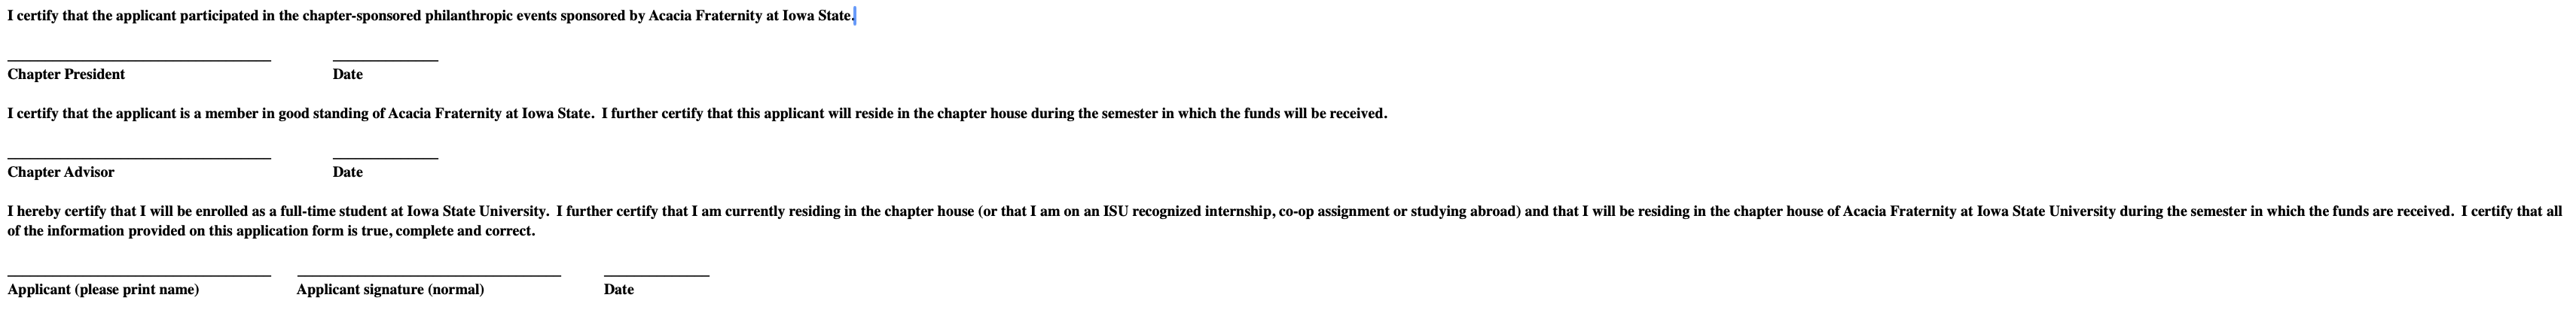 I certify that the applicant participated in the chapter-sponsored philanthropic events sponsored by Acacia Fraternity at Iowa State.
Chapter President Date
I certify that the applicant is a member in good standing of Acacia Fraternity at Iowa State.  I further certify that this applicant will reside in the chapter house during the semester in which the funds will be received.
Chapter Advisor Date
I hereby certify that I will be enrolled as a full-time student at Iowa State University.  I further certify that I am currently residing in the chapter house (or that I am on an ISU recognized internship, co-op assignment or studying abroad) and that I will be residing in the chapter house of Acacia Fraternity at Iowa State University during the semester in which the funds are received.  I certify that all
of the information provided on this application form is true, complete and correct.
Applicant (please print name) Applicant signature (normal) Date